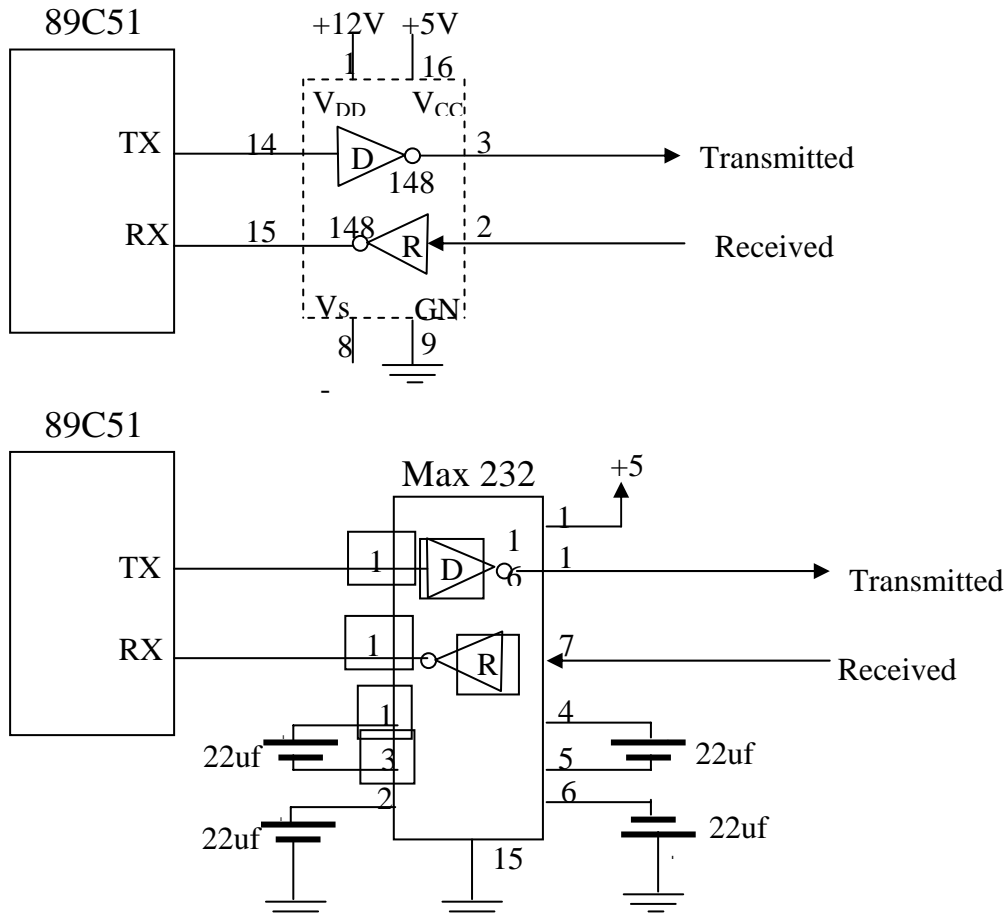 89C51
+12V +5V
1 16
VDD VCC
TX 14 D 3 Transmitted
148
RX 15 148 R 2 Received
Vs GN
8 9
-
89C51
Max 232 +5
1
1
TX 1 D 6 1 Transmitted
RX 1 R 7 Received
1 4
22uf 3 5 22uf
2 6
22uf 22uf
15